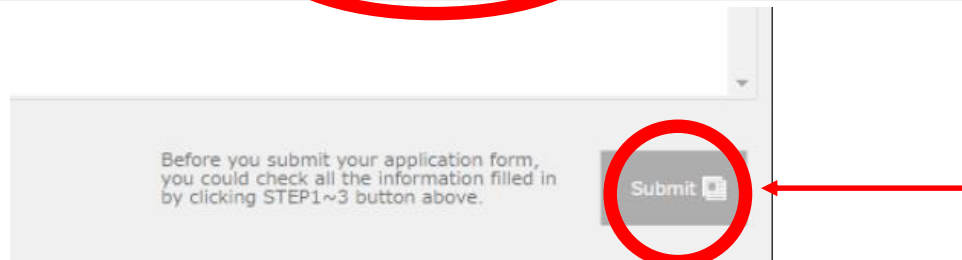 Before you submit your application form,
you could check all the information filled in
by clicking STEP1~3 button above.
Submit